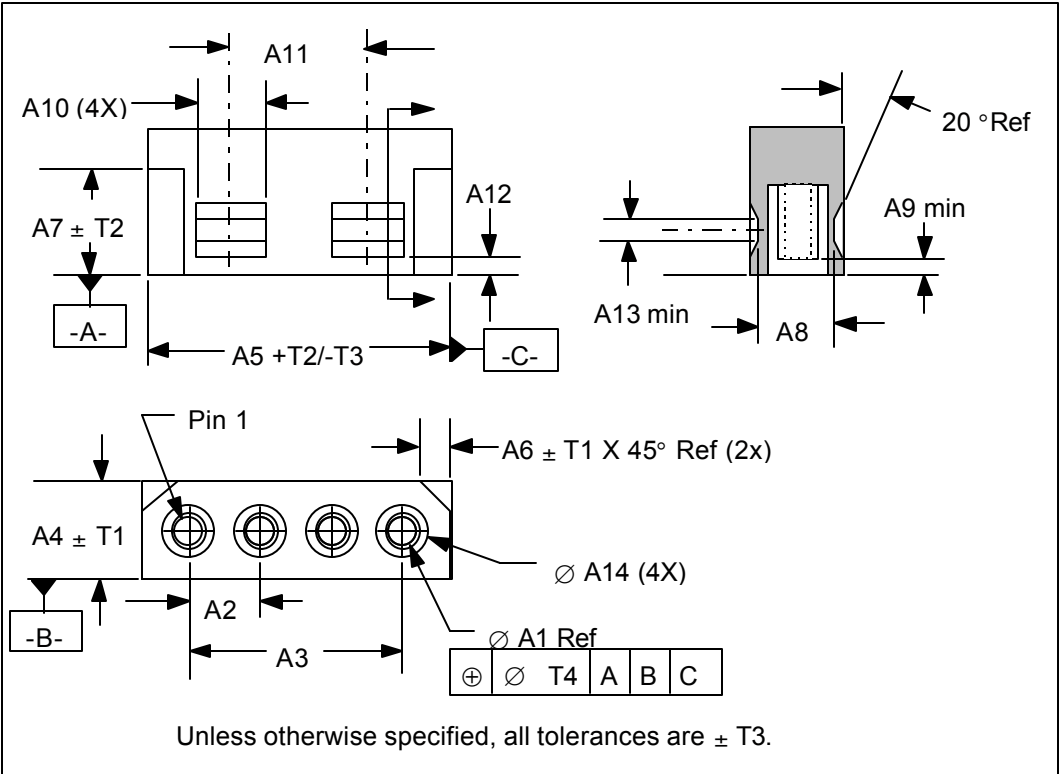 A11
A10 (4X)
20 °Ref
A12
A7 ± T2
A9 min
A13 min
A8
-A-
A5 +T2/-T3
-C-
Pin 1
A6 ± T1 X 45° Ref (2x)
A4 ± T1
∅ A14 (4X)
A2
-B-
∅ A1 Ref
A3
⊕ ∅ T4 A B C
Unless otherwise specified, all tolerances are ± T3.